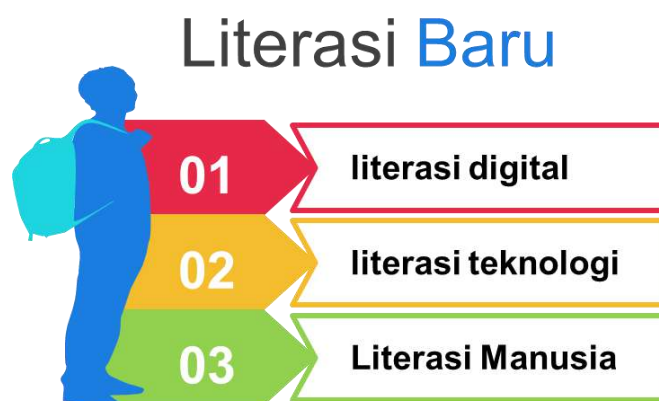 Literasi Baru
01 literasi digital
02 literasi teknologi
03 Literasi Manusia